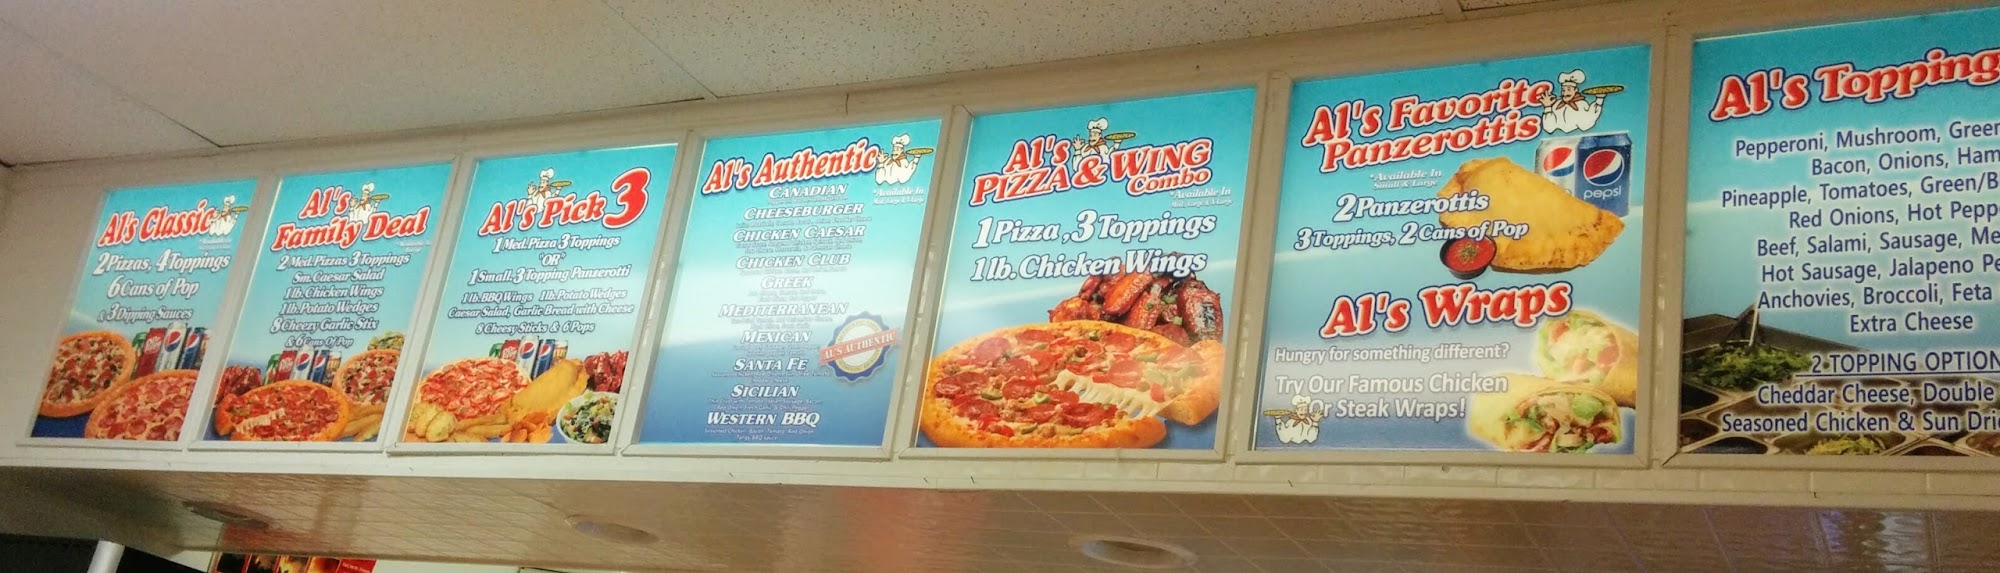 Al's Classic
2 Pizzas, 4 Toppings
6 Cans of Pop
& 3 Dipping Sauces
Al's
Family Deal
2 Med. Pizzas 3 Toppings
Sm. Caesar Salad
1 lb. Chicken Wings
1 lb. Potato Wedges
8 Cheezy Garlic Stix
& 6 Cans Of Pop
Al's Pick 3
1 Med. Pizza 3 Toppings
"OR"
1 Small, 3 Topping Panzerotti
1 lb. BBQ Wings 1 lb. Potato Wedges
Caesar Salad, Garlic Bread with Cheese
8 Cheesy Sticks & 6 Pops
Al's Authentic
*Available In
CANADIAN
CHEESEBURGER
CHICKEN CAESAR
CHICKEN CLUB
GREEK
MEDITERRANEAN
MEXICAN
SANTA FE
SICILIAN
WESTERN BBQ
AL'S AUTHENTIC
Al's
PIZZA & WING
Combo
*Available In
1 Pizza, 3 Toppings
1 lb. Chicken Wings
Al's Favorite
Panzerottis
*Available In
Small & Large
2 Panzerottis
3 Toppings, 2 Cans of Pop
pepsi
Al's Wraps
Hungry for something different?
Try Our Famous Chicken
Or Steak Wraps!
Al's Topping
Pepperoni, Mushroom, Green
Bacon, Onions, Ham
Pineapple, Tomatoes, Green/B
Red Onions, Hot Pepp
Beef, Salami, Sausage, Me
Hot Sausage, Jalapeno Pe
Anchovies, Broccoli, Feta
Extra Cheese
2 TOPPING OPTION
Cheddar Cheese, Double
Seasoned Chicken & Sun Dri